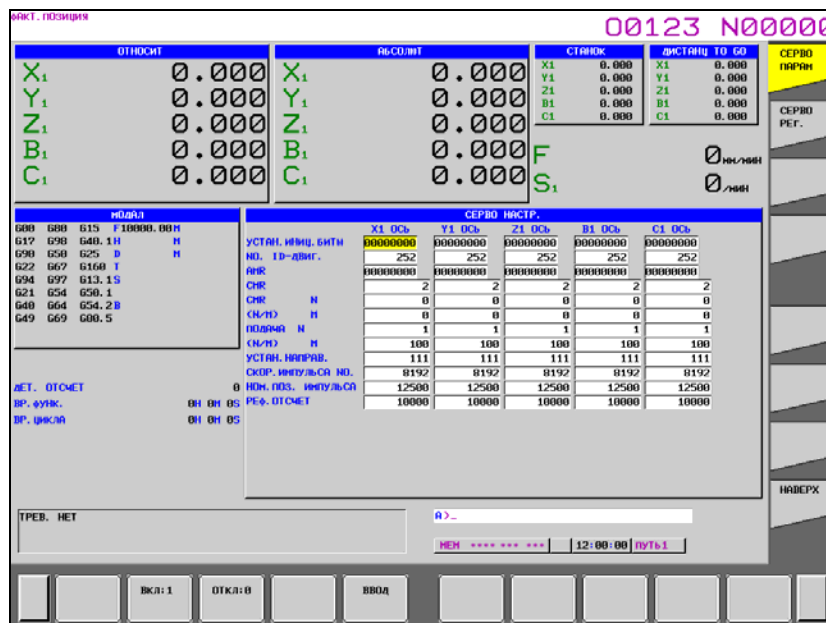 ФАКТ. ПОЗИЦИЯ
O0123 N00000
ОТНОСИТ
X1 0.000
Y1 0.000
Z1 0.000
B1 0.000
C1 0.000
АБСОЛЮТ
X1 0.000
Y1 0.000
Z1 0.000
B1 0.000
C1 0.000
СТАНОК
X1 0.000
Y1 0.000
Z1 0.000
B1 0.000
C1 0.000
ДИСТАНЦ TO GO
X1 0.000
Y1 0.000
Z1 0.000
B1 0.000
C1 0.000
F 0 мм/мин
S1 0 /мин
СЕРВО
ПАРАМ
СЕРВО
РЕГ.
НАВЕРХ
МОДАЛ
G00 G80 G15 F10000.00M
G17 G98 G40.1H M
G90 G50 G25 D M
G22 G67 G160 T
G94 G97 G13.1S
G21 G54 G50.1
G40 G64 G54.2B
G49 G69 G80.5
ДЕТ. ОТСЧЕТ 0
ВР. ФУНК. 0H 0M 0S
ВР. ЦИКЛА 0H 0M 0S
СЕРВО НАСТР.
X1 ОСЬ Y1 ОСЬ Z1 ОСЬ B1 ОСЬ C1 ОСЬ
УСТАН.ИНИЦ.БИТЫ 00000000 00000000 00000000 00000000 00000000
NO. ID-ДВИГ. 252 252 252 252 252
AMR 00000000 00000000 00000000 00000000 00000000
CMR 2 2 2 2 2
CMR N 0 0 0 0 0
(N/M) M 0 0 0 0 0
ПОДАЧА N 1 1 1 1 1
(N/M) M 100 100 100 100 100
УСТАН.НАПРАВ. 111 111 111 111 111
СКОР.ИМПУЛЬСА NO. 8192 8192 8192 8192 8192
НОМ.ПОЗ. ИМПУЛЬСА 12500 12500 12500 12500 12500
РЕФ.ОТСЧЕТ 10000 10000 10000 10000 10000
ТРЕВ. НЕТ
A>_
MEM **** *** *** 12:00:00 ПУТЬ1
ВКЛ:1 ОТКЛ:0 ВВОД